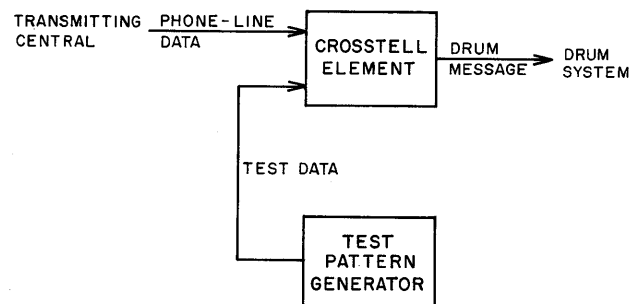 TRANSMITTING
CENTRAL
PHONE-LINE
DATA
CROSSTELL
ELEMENT
DRUM
MESSAGE
DRUM
SYSTEM
TEST DATA
TEST
PATTERN
GENERATOR